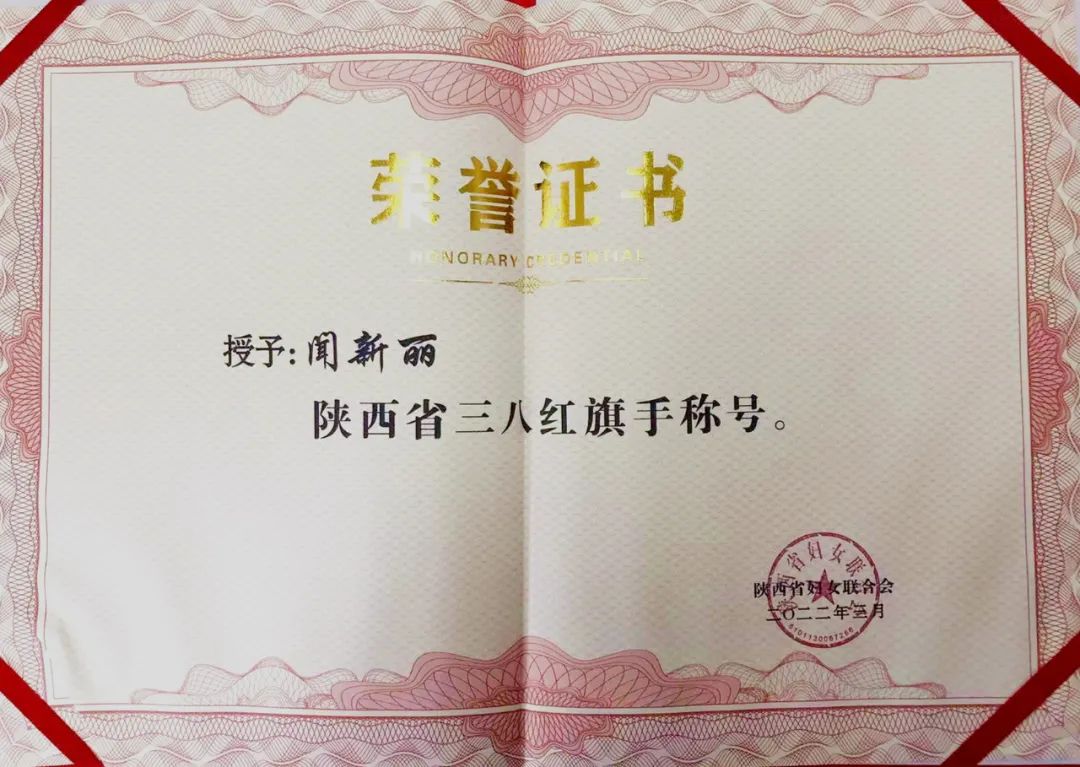 荣誉证书
HONORARY CREDENTIAL
授予:闻新丽
陕西省三八红旗手称号。
陕西省妇女联合会
二〇二二年三月